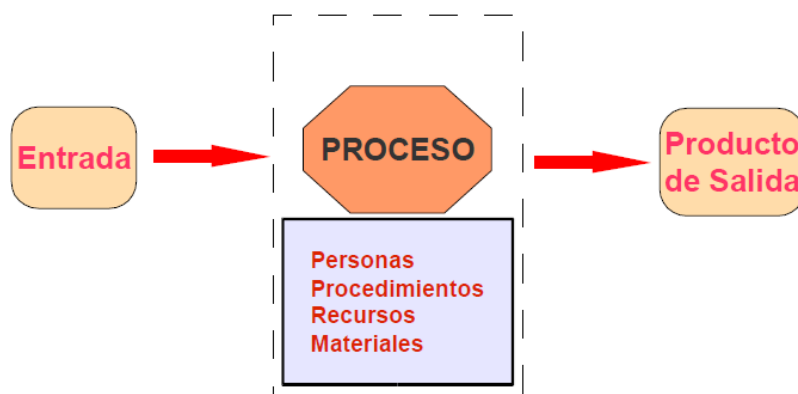 Entrada
PROCESO
Personas
Procedimientos
Recursos
Materiales
Producto
de Salida